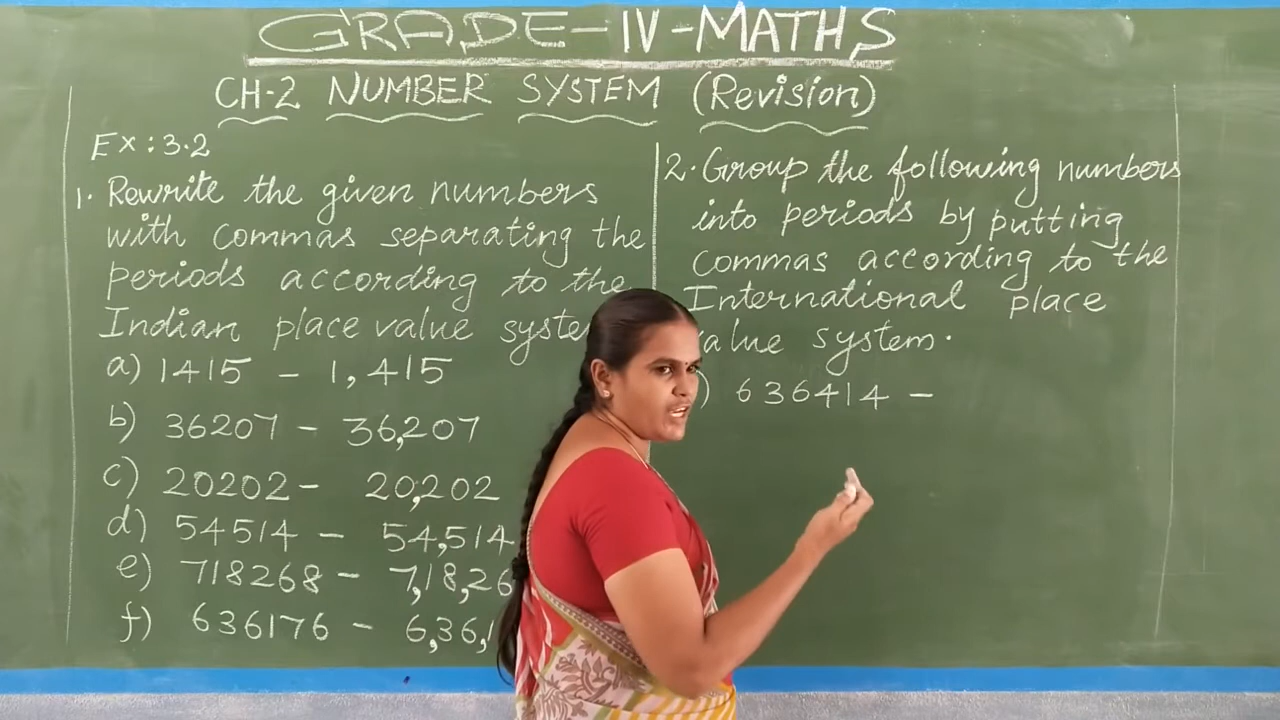 GRADE-IV-MATHS
CH-2 NUMBER SYSTEM (Revision)
Ex: 3.2
1. Rewrite the given numbers
with commas separating the
periods according to the
Indian place value syste
a) 1415 - 1,415
b) 36207 - 36,207
c) 20202 - 20,202
d) 54514 - 54,514
e) 718268 - 7,18,26
f) 636176 - 6,36,1
2. Group the following numbers
into periods by putting
commas according to the
International place
alue system.
) 636414 -